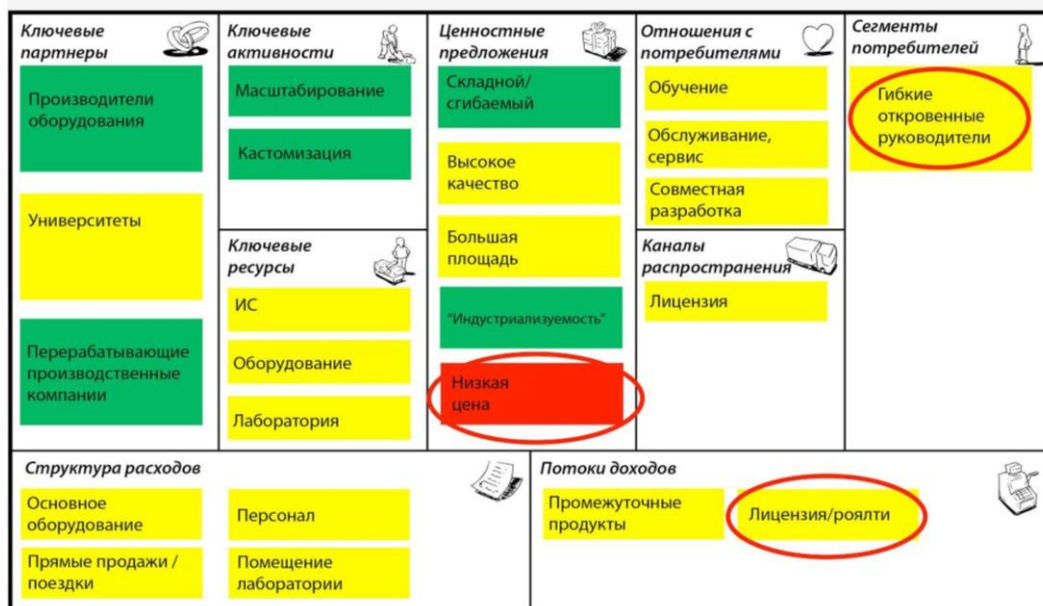 Ключевые
партнеры
Производители
оборудования
Университеты
Перерабатывающие
производственные
компании
Ключевые
активности
Масштабирование
Кастомизация
Ключевые
ресурсы
ИС
Оборудование
Лаборатория
Ценностные
предложения
Складной/
сгибаемый
Высокое
качество
Большая
площадь
"Индустриализуемость"
Низкая
цена
Отношения с
потребителями
Обучение
Обслуживание,
сервис
Совместная
разработка
Каналы
распространения
Лицензия
Сегменты
потребителей
Гибкие
откровенные
руководители
Структура расходов
Основное
оборудование
Персонал
Прямые продажи /
поездки
Помещение
лаборатории
Потоки доходов
Промежуточные
продукты
Лицензия/роялти